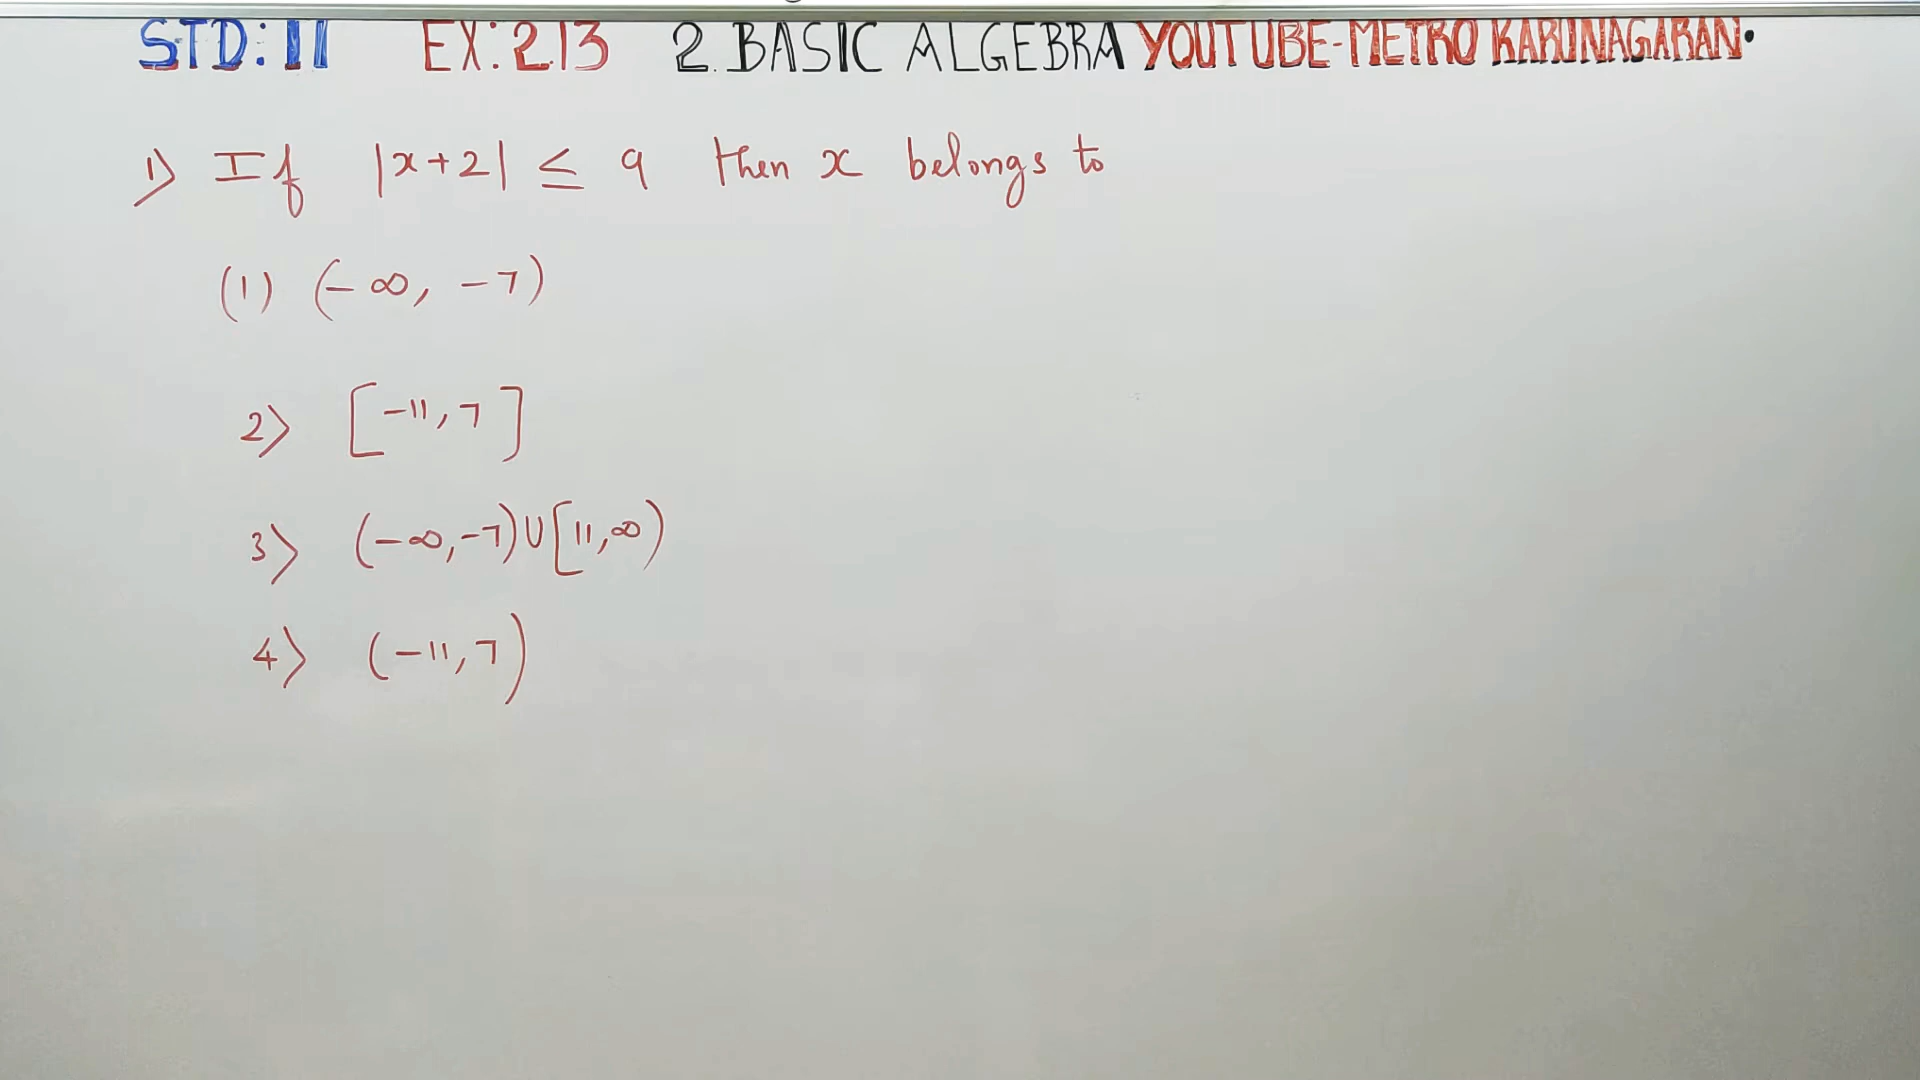 STD: 11 EX: 2.13 2. BASIC ALGEBRA YOUTUBE-METRO KARUNAGARAN.
1) If |x+2| ≤ 9 then x belongs to
(1) (-∞, -7)
2) [-11, 7]
3) (-∞, -7) ∪ [11, ∞)
4) (-11, 7)